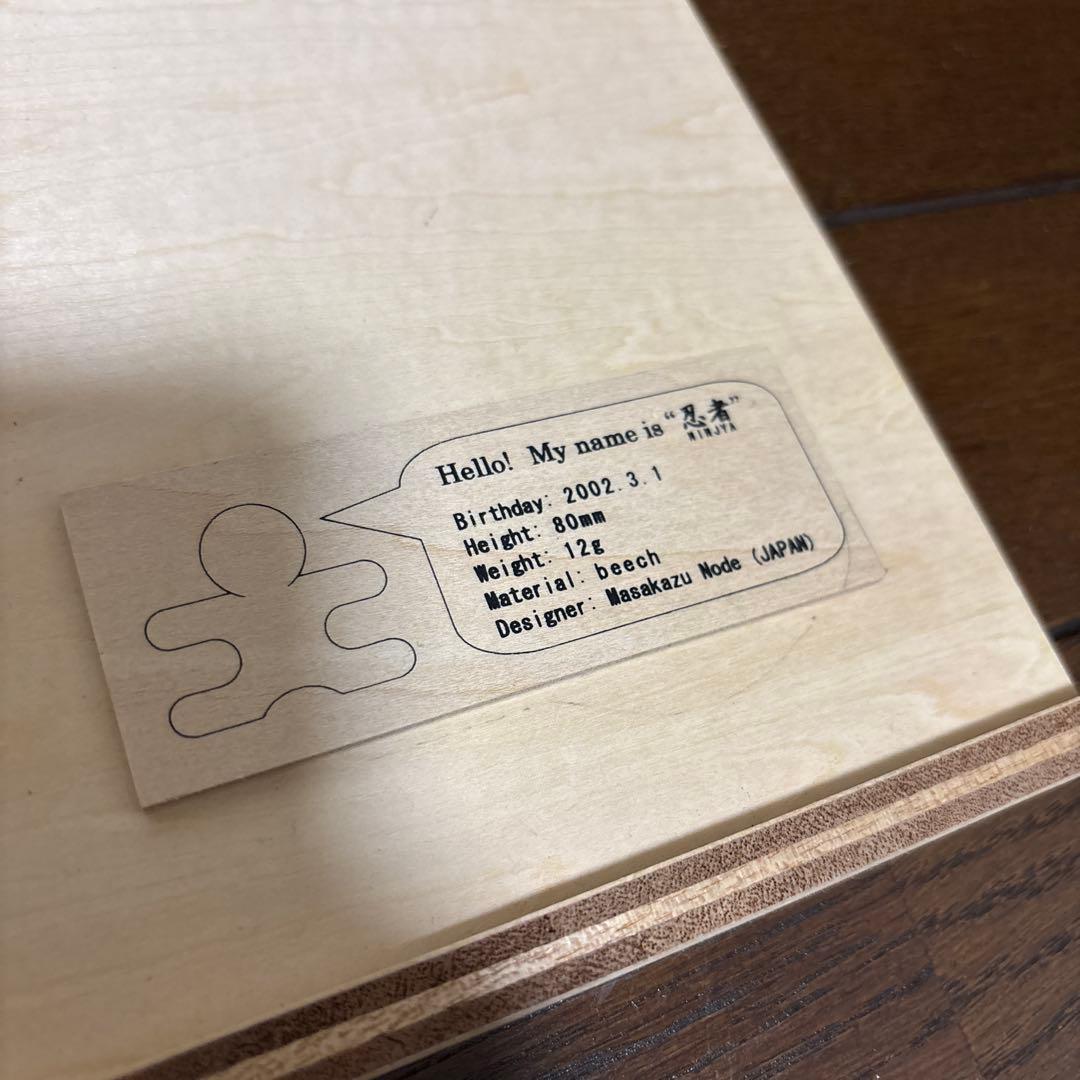 Hello! My name is “忍者”
NINJYA
Birthday: 2002.3.1
Height: 80mm
Weight: 12g
Material: beech
Designer: Masakazu Node (JAPAN)